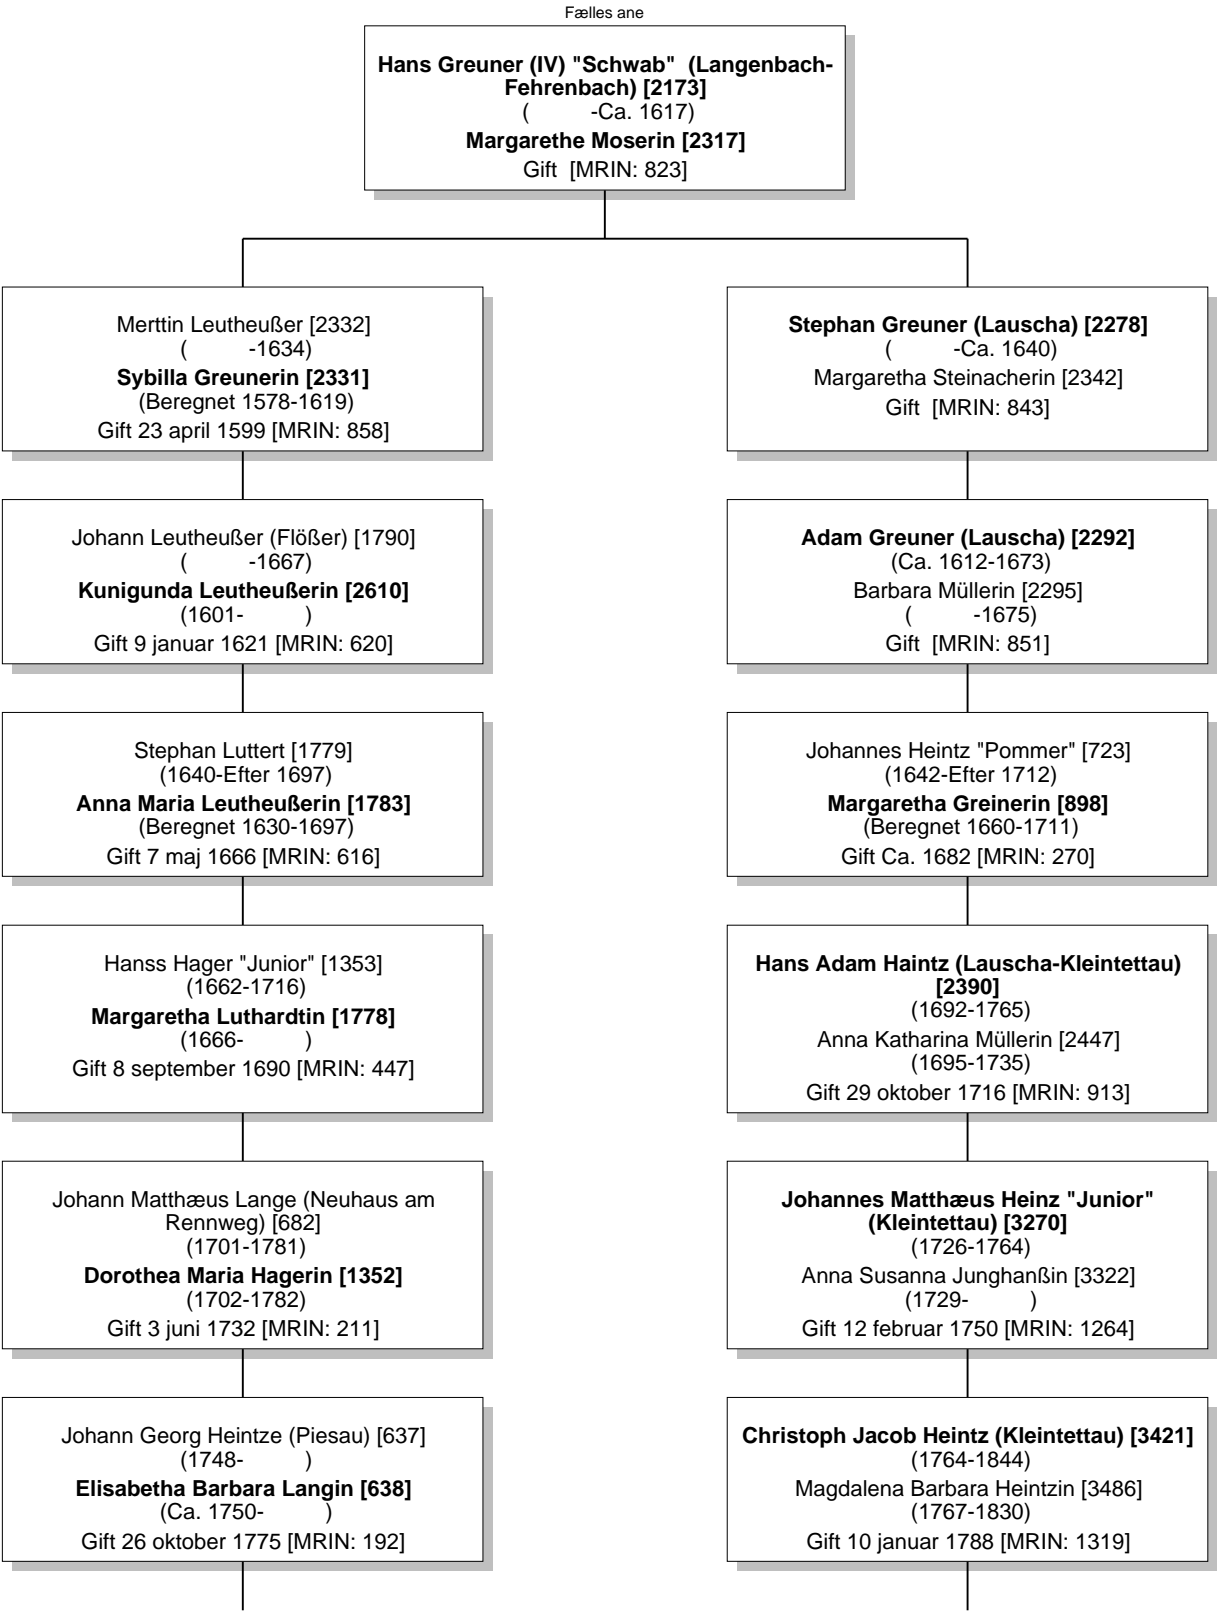 Fælles ane
Hans Greuner (IV) "Schwab"  (Langenbach-
Fehrenbach) [2173]
(          -Ca. 1617)
Margarethe Moserin [2317]
Gift  [MRIN: 823]
Merttin Leutheußer [2332]
(          -1634)
Sybilla Greunerin [2331]
(Beregnet 1578-1619)
Gift 23 april 1599 [MRIN: 858]
Stephan Greuner (Lauscha) [2278]
(          -Ca. 1640)
Margaretha Steinacherin [2342]
Gift  [MRIN: 843]
Johann Leutheußer (Flößer) [1790]
(          -1667)
Kunigunda Leutheußerin [2610]
(1601-          )
Gift 9 januar 1621 [MRIN: 620]
Adam Greuner (Lauscha) [2292]
(Ca. 1612-1673)
Barbara Müllerin [2295]
(          -1675)
Gift  [MRIN: 851]
Stephan Luttert [1779]
(1640-Efter 1697)
Anna Maria Leutheußerin [1783]
(Beregnet 1630-1697)
Gift 7 maj 1666 [MRIN: 616]
Johannes Heintz "Pommer" [723]
(1642-Efter 1712)
Margaretha Greinerin [898]
(Beregnet 1660-1711)
Gift Ca. 1682 [MRIN: 270]
Hanss Hager "Junior" [1353]
(1662-1716)
Margaretha Luthardtin [1778]
(1666-          )
Gift 8 september 1690 [MRIN: 447]
Hans Adam Haintz (Lauscha-Kleintettau)
[2390]
(1692-1765)
Anna Katharina Müllerin [2447]
(1695-1735)
Gift 29 oktober 1716 [MRIN: 913]
Johann Matthæus Lange (Neuhaus am
Rennweg) [682]
(1701-1781)
Dorothea Maria Hagerin [1352]
(1702-1782)
Gift 3 juni 1732 [MRIN: 211]
Johannes Matthæus Heinz "Junior"
(Kleintettau) [3270]
(1726-1764)
Anna Susanna Junghanßin [3322]
(1729-          )
Gift 12 februar 1750 [MRIN: 1264]
Johann Georg Heintze (Piesau) [637]
(1748-          )
Elisabetha Barbara Langin [638]
(Ca. 1750-          )
Gift 26 oktober 1775 [MRIN: 192]
Christoph Jacob Heintz (Kleintettau) [3421]
(1764-1844)
Magdalena Barbara Heintzin [3486]
(1767-1830)
Gift 10 januar 1788 [MRIN: 1319]